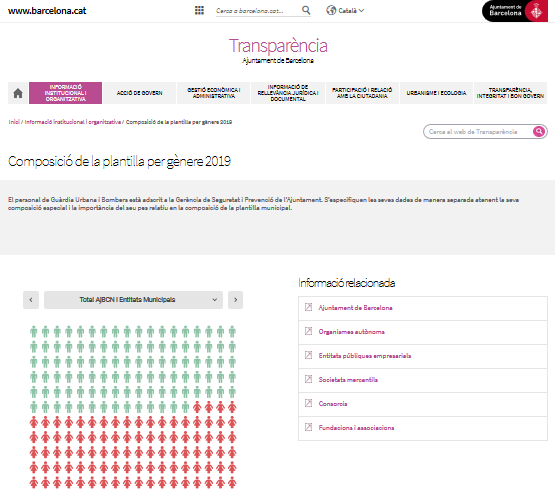 www.barcelona.cat
Cerca a barcelona.cat...
Català
Ajuntament de
Barcelona
Transparència
Ajuntament de Barcelona
INFORMACIÓ
INSTITUCIONAL I
ORGANITZATIVA
ACCIÓ DE GOVERN
GESTIÓ ECONÒMICA I
ADMINISTRATIVA
INFORMACIÓ DE
RELLEVÀNCIA JURÍDICA I
DOCUMENTAL
PARTICIPACIÓ I RELACIÓ
AMB LA CIUTADANIA
URBANISME I ECOLOGIA
TRANSPARÈNCIA,
INTEGRITAT I BON GOVERN
Inici / Informació institucional i organitzativa / Composició de la plantilla per gènere 2019
Cerca al web de Transparència
Composició de la plantilla per gènere 2019
El personal de Guàrdia Urbana i Bombers està adscrit a la Gerència de Seguretat i Prevenció de l'Ajuntament. S'especifiquen les seves dades de manera separada atenent la seva
composició especial i la importància del seu pes relatiu en la composició de la plantilla municipal.
Total AjBCN i Entitats Municipals
Informació relacionada
Ajuntament de Barcelona
Organismes autònoms
Entitats públiques empresarials
Societats mercantils
Consorcis
Fundacions i associacions